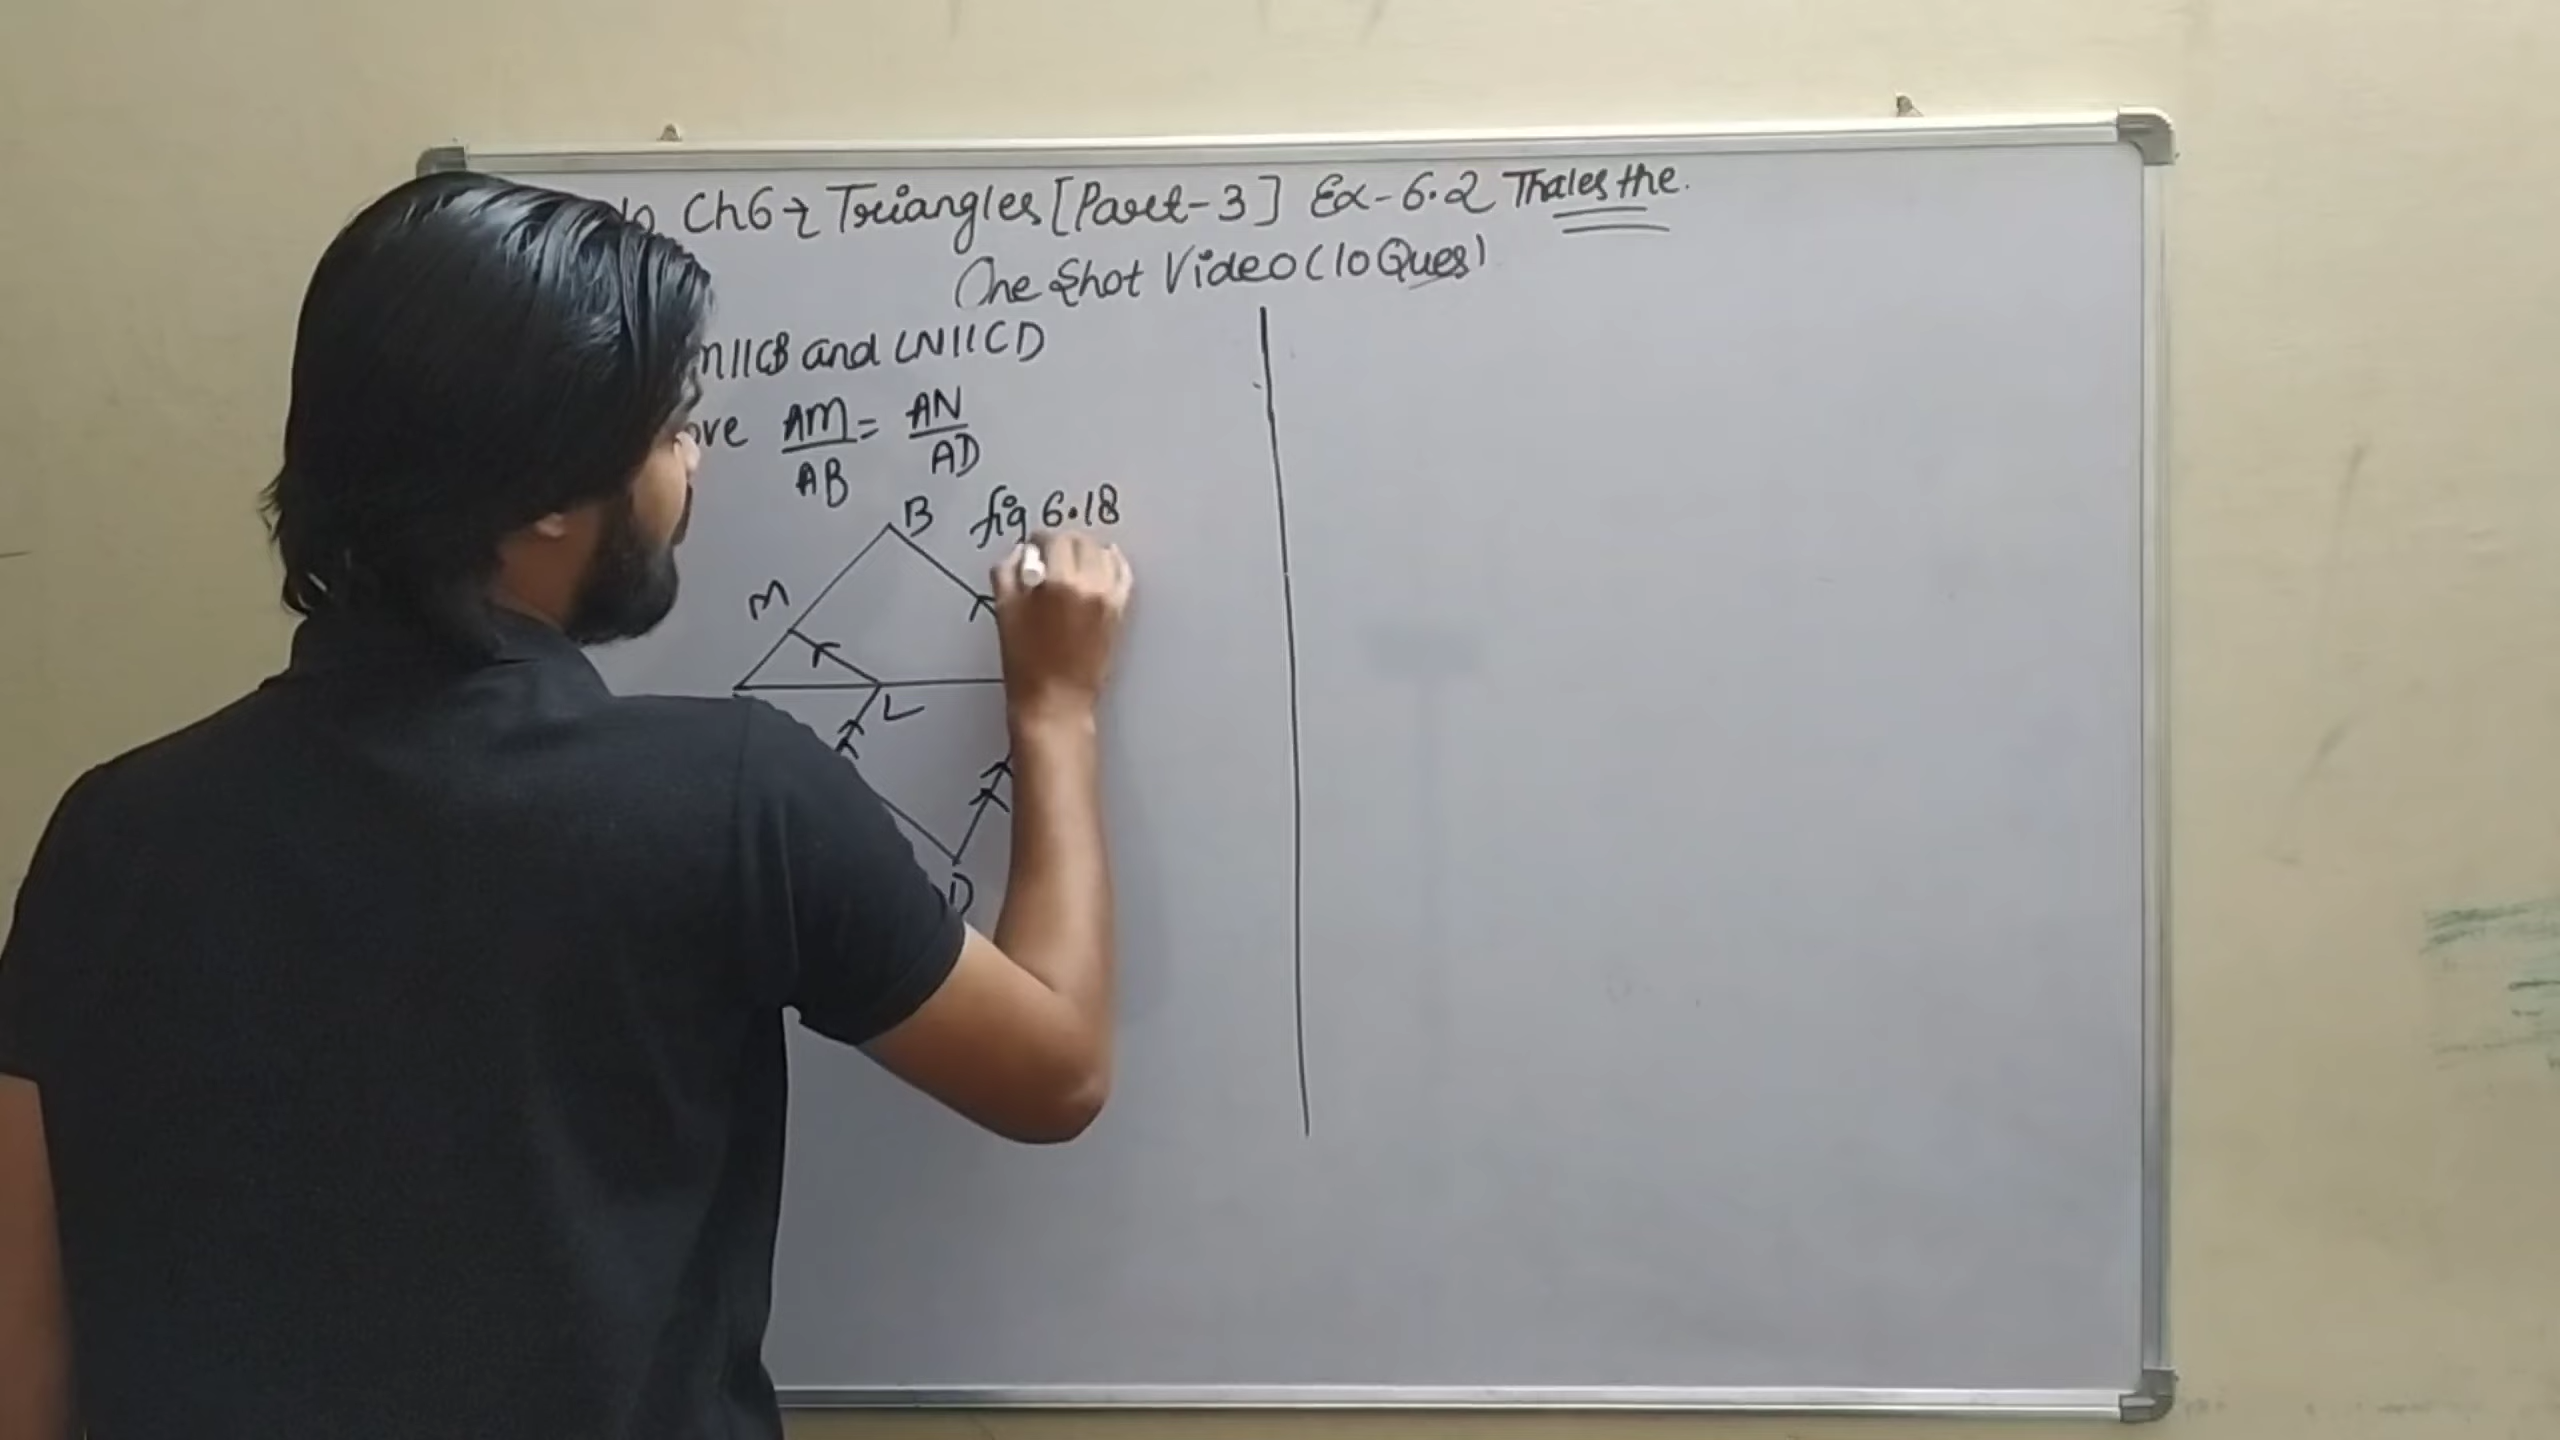 10 Ch6 → Triangles [Part-3] Ex-6.2 Thales the.
One Shot Video (10 Ques)
M||CB and LN||CD
ove AM/AB = AN/AD
B fig 6.18
M
L
D